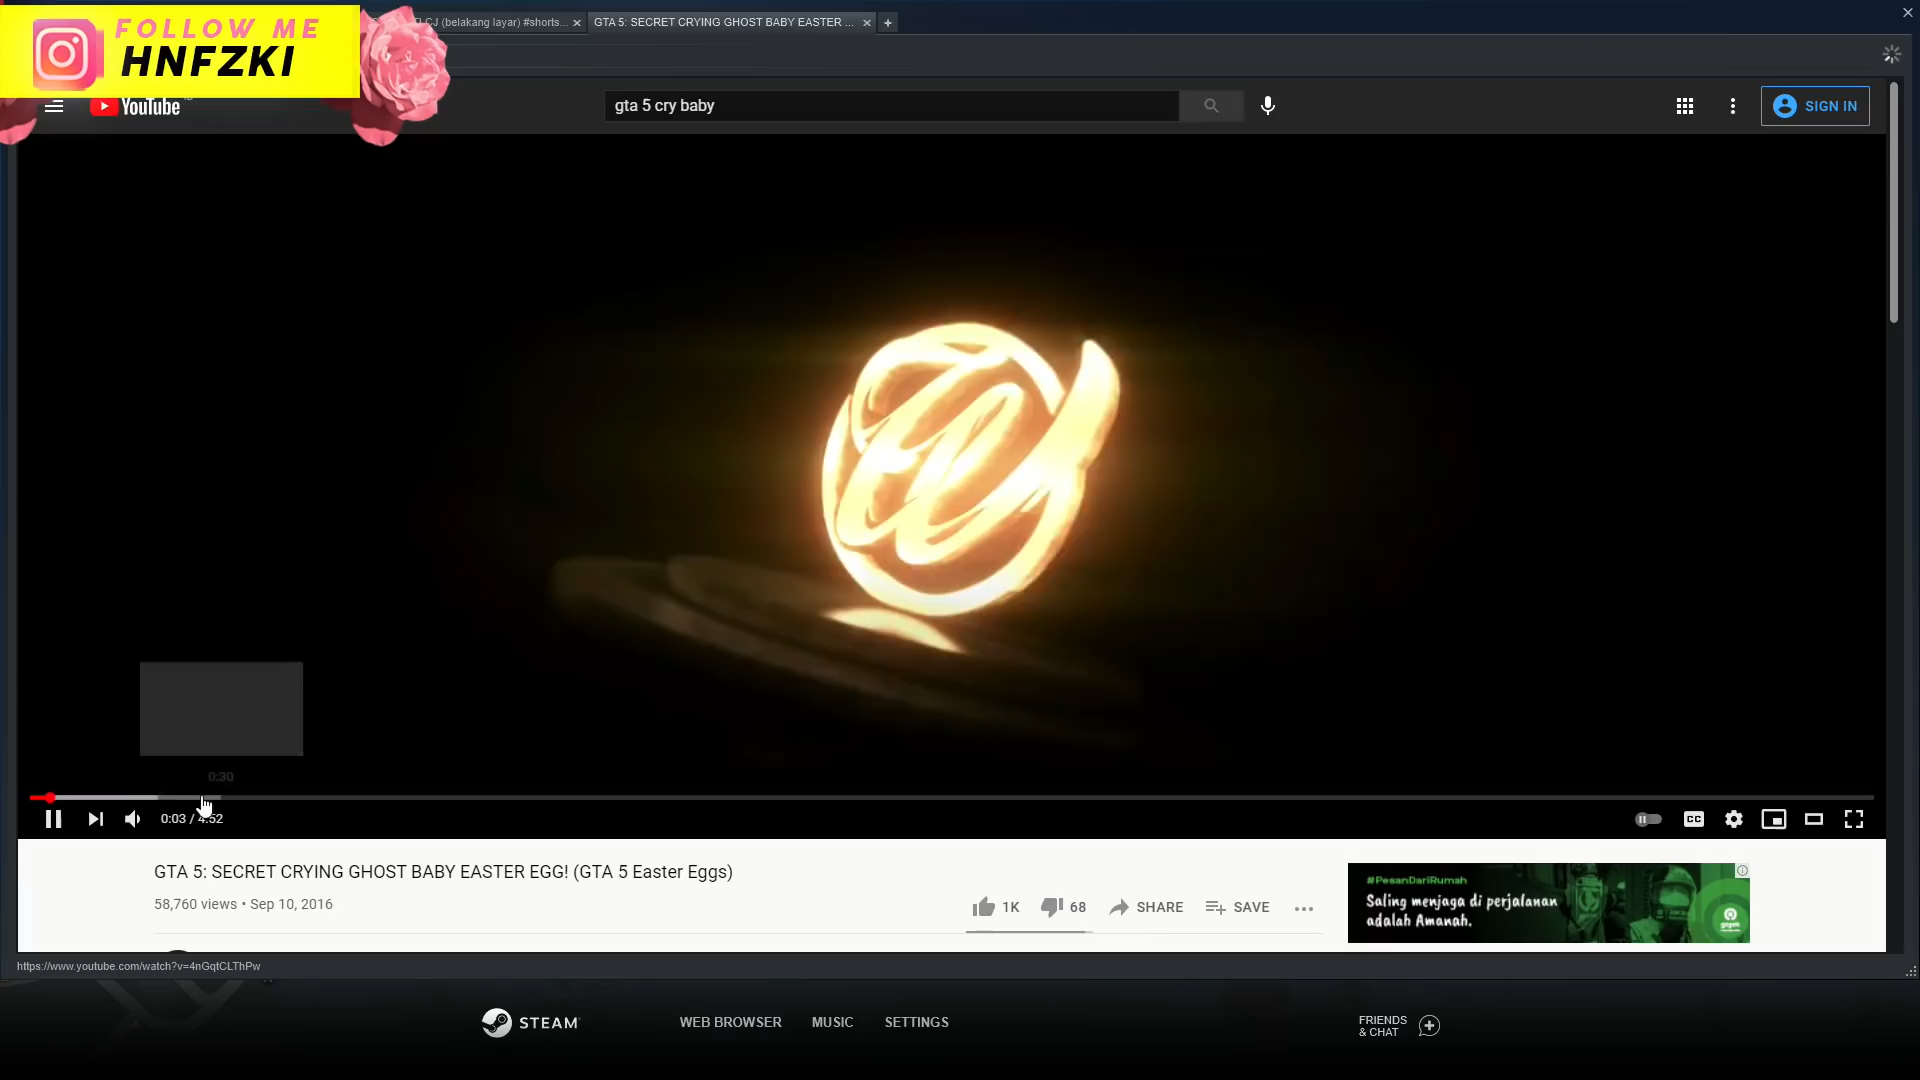 FOLLOW ME
HNFZKI
CJ (belakang layar) #shorts...
GTA 5: SECRET CRYING GHOST BABY EASTER ...
YouTube
gta 5 cry baby
SIGN IN
0:30
0:03 / 4:52
CC
GTA 5: SECRET CRYING GHOST BABY EASTER EGG! (GTA 5 Easter Eggs)
58,760 views • Sep 10, 2016
1K
68
SHARE
SAVE
#PesanDariRumah
Saling menjaga di perjalanan
adalah Amanah.
gojek
https://www.youtube.com/watch?v=4nGqtCLThPw
STEAM
WEB BROWSER
MUSIC
SETTINGS
FRIENDS
& CHAT